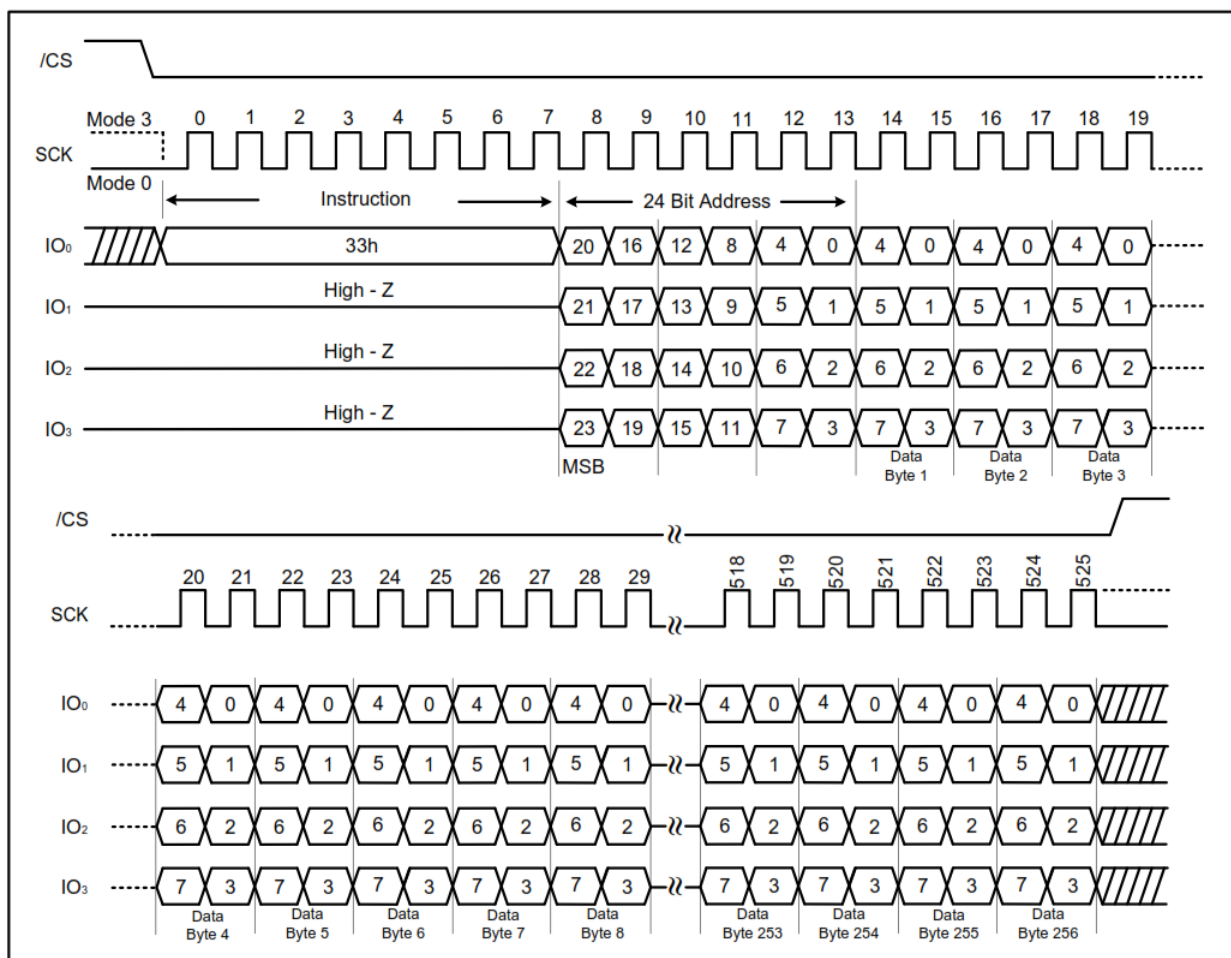 /CS
Mode 3 0 1 2 3 4 5 6 7 8 9 10 11 12 13 14 15 16 17 18 19
SCK
Mode 0
Instruction 24 Bit Address
IO₀ 33h 20 16 12 8 4 0 4 0 4 0 4 0
High - Z
IO₁ 21 17 13 9 5 1 5 1 5 1 5 1
High - Z
IO₂ 22 18 14 10 6 2 6 2 6 2 6 2
High - Z
IO₃ 23 19 15 11 7 3 7 3 7 3 7 3
MSB Data Data Data
Byte 1 Byte 2 Byte 3
/CS
20 21 22 23 24 25 26 27 28 29 518 519 520 521 522 523 524 525
SCK
IO₀ 4 0 4 0 4 0 4 0 4 0 4 0 4 0 4 0 4 0
IO₁ 5 1 5 1 5 1 5 1 5 1 5 1 5 1 5 1 5 1
IO₂ 6 2 6 2 6 2 6 2 6 2 6 2 6 2 6 2 6 2
IO₃ 7 3 7 3 7 3 7 3 7 3 7 3 7 3 7 3 7 3
Data Data Data Data Data Data Data Data Data
Byte 4 Byte 5 Byte 6 Byte 7 Byte 8 Byte 253 Byte 254 Byte 255 Byte 256